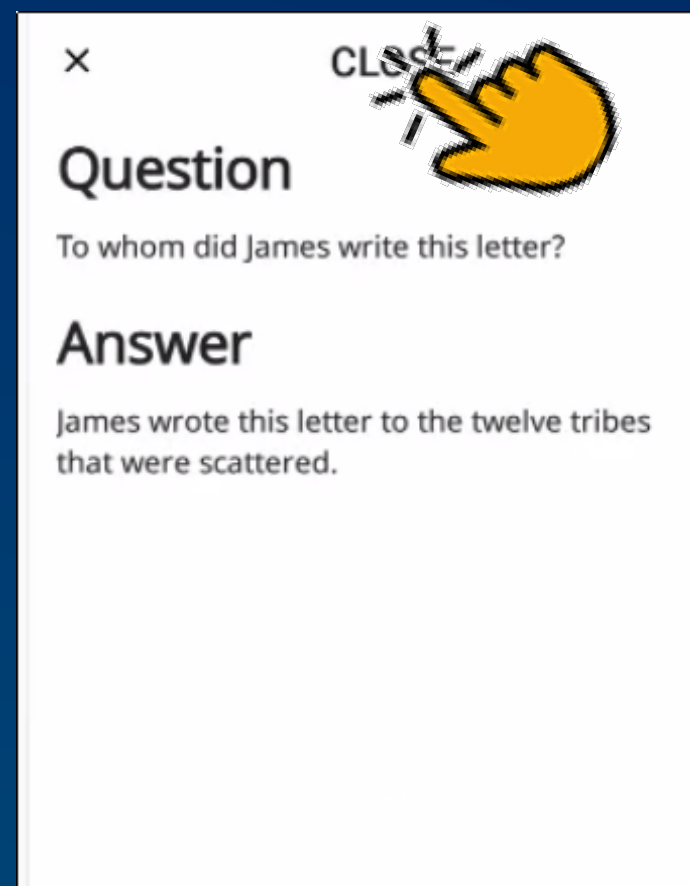 × CLOSE
Question
To whom did James write this letter?
Answer
James wrote this letter to the twelve tribes
that were scattered.